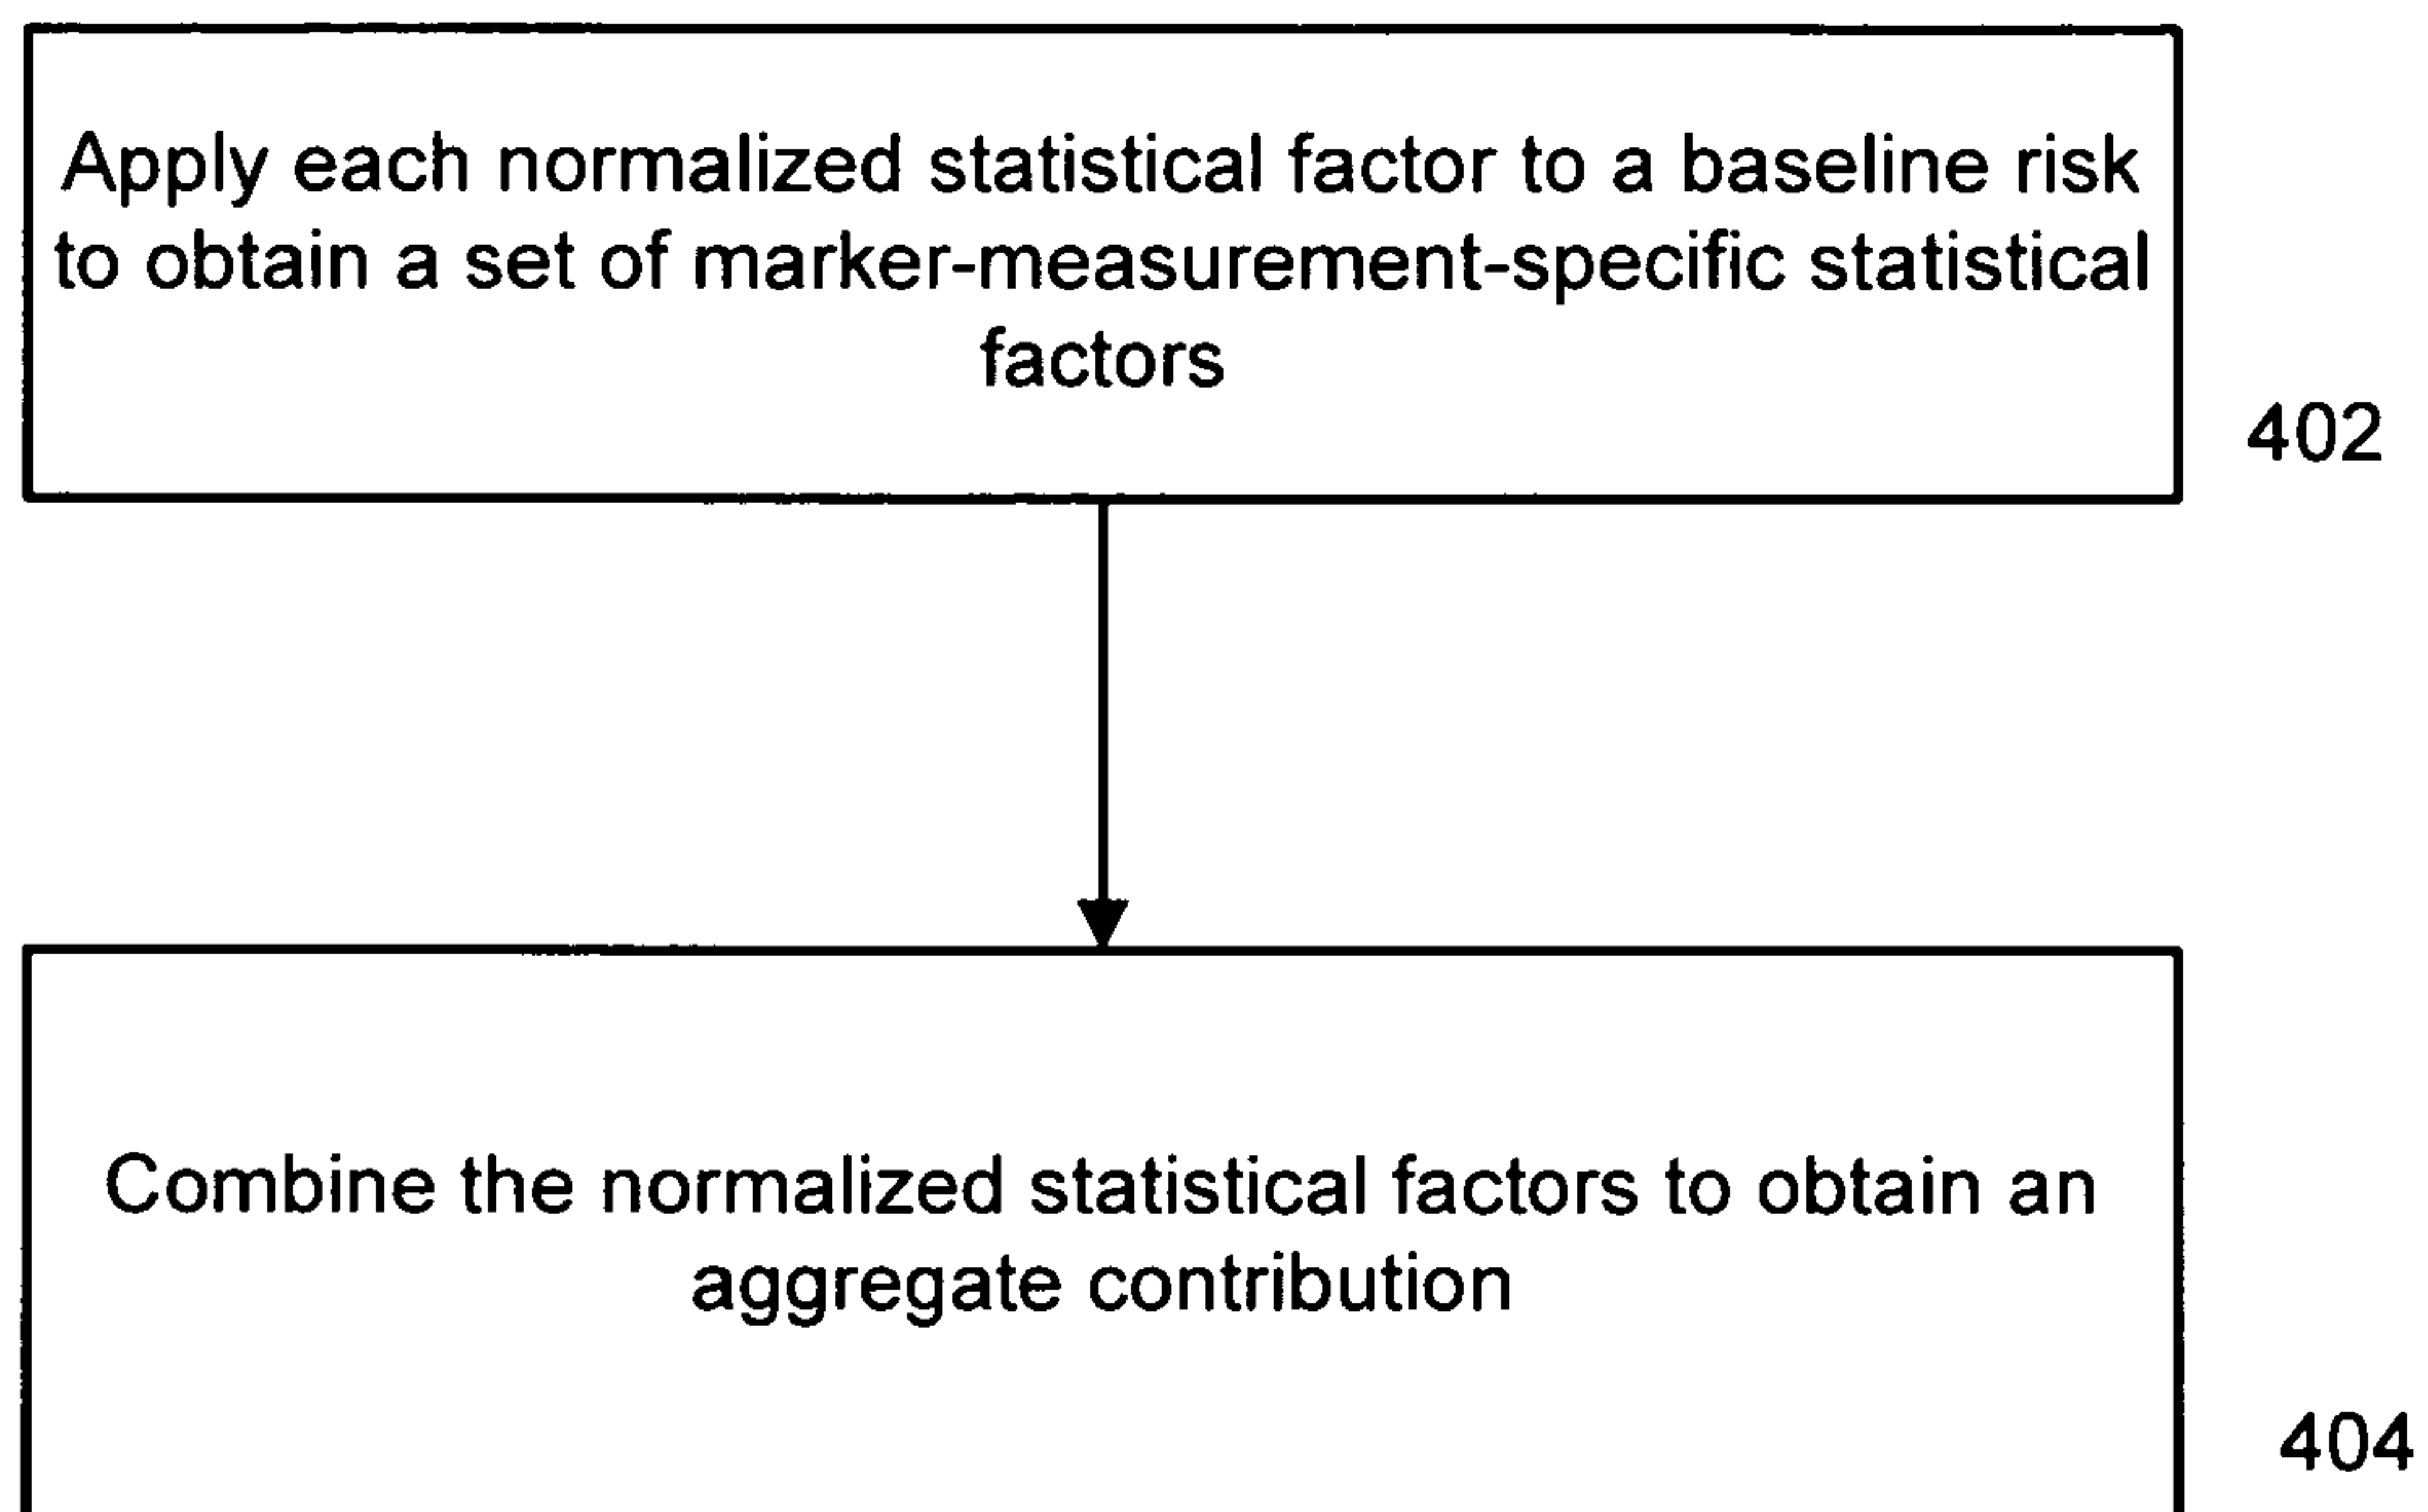 Apply each normalized statistical factor to a baseline risk
to obtain a set of marker-measurement-specific statistical
factors
402
Combine the normalized statistical factors to obtain an
aggregate contribution
404